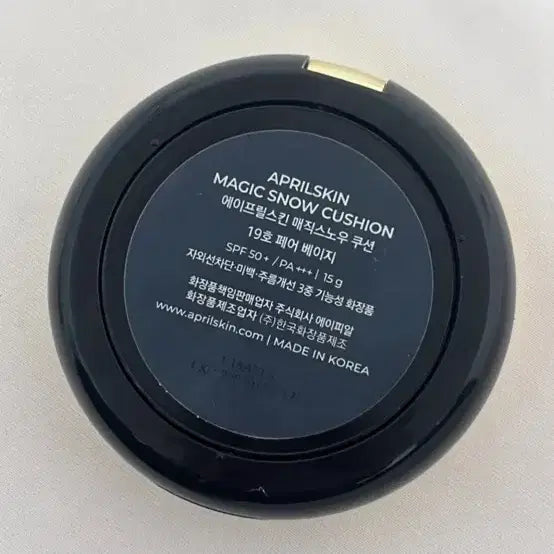 APRILSKIN
MAGIC SNOW CUSHION
에이프릴스킨 매직스노우 쿠션
19호 페어 베이지
SPF 50+ / PA+++ | 15 g
자외선차단·미백·주름개선 3중 기능성 화장품
화장품책임판매업자 주식회사 에이피알
화장품제조업자 (주)한국화장품제조
www.aprilskin.com | MADE IN KOREA